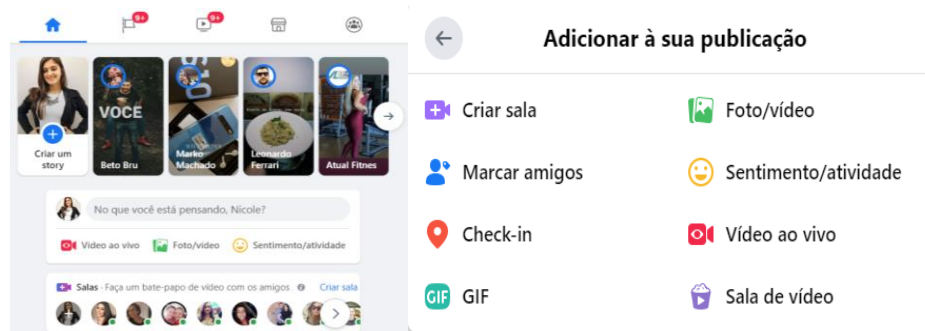 9+
9+
VOCÊ
S10
Criar um
story
Beto Bru
Marko
Machado
Leonardo
Ferrari
Atual Fitnes
No que você está pensando, Nicole?
Vídeo ao vivo
Foto/vídeo
Sentimento/atividade
Salas - Faça um bate-papo de vídeo com os amigos
Criar sala
Adicionar à sua publicação
Criar sala
Foto/vídeo
Marcar amigos
Sentimento/atividade
Check-in
Vídeo ao vivo
GIF GIF
Sala de vídeo